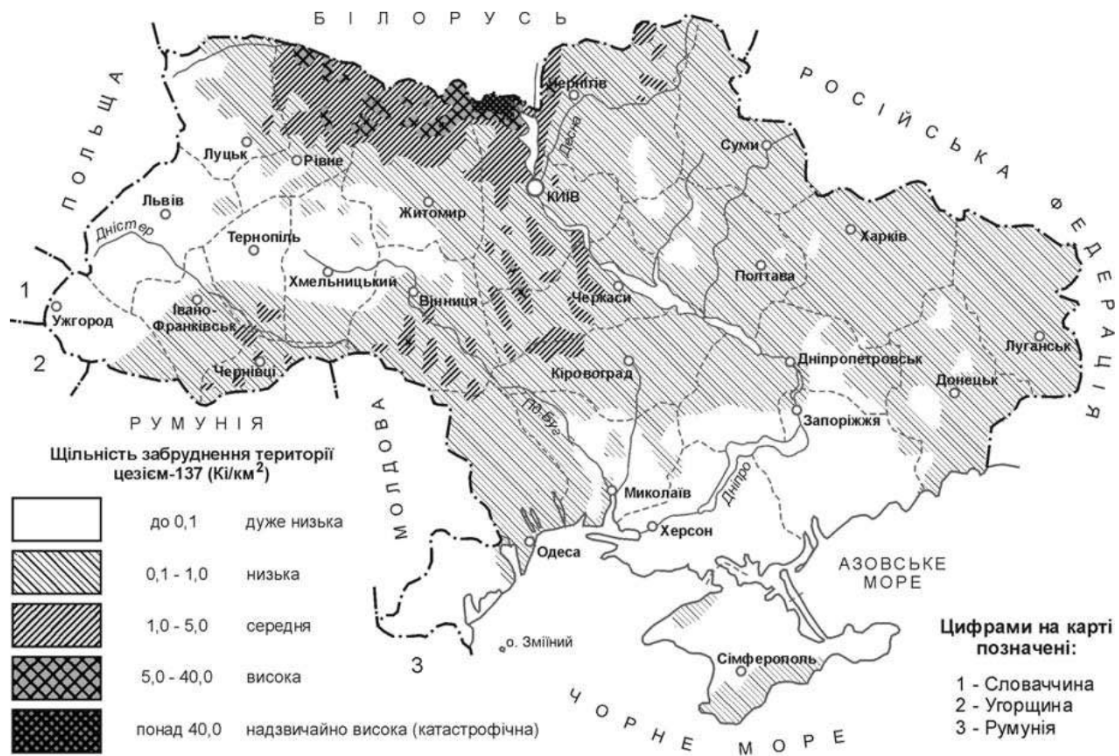 БІЛОРУСЬ
ПОЛЬЩА
РОСІЙСЬКА ФЕДЕРАЦІЯ
Чернігів
Десна
Суми
Луцьк
Рівне
КИЇВ
Львів
Житомир
Харків
Дністер
Тернопіль
Полтава
Хмельницький
Вінниця
Черкаси
1
Ужгород
Івано-
Франківськ
Луганськ
2
Чернівці
Кіровоград
Дніпропетровськ
Донецьк
РУМУНІЯ
МОЛДОВА
Пд. Буг
Запоріжжя
Дніпро
Миколаїв
Херсон
Одеса
АЗОВСЬКЕ
МОРЕ
о. Зміїний
3
Сімферополь
ЧОРНЕ МОРЕ
Щільність забруднення території
цезієм-137 (Кі/км²)
до 0,1 дуже низька
0,1 - 1,0 низька
1,0 - 5,0 середня
5,0 - 40,0 висока
понад 40,0 надзвичайно висока (катастрофічна)
Цифрами на карті
позначені:
1 - Словаччина
2 - Угорщина
3 - Румунія